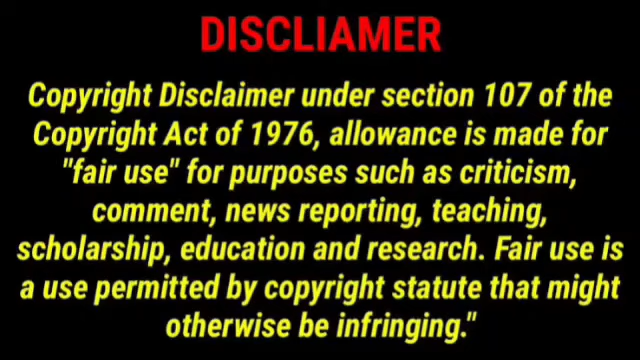 DISCLIAMER
Copyright Disclaimer under section 107 of the
Copyright Act of 1976, allowance is made for
"fair use" for purposes such as criticism,
comment, news reporting, teaching,
scholarship, education and research. Fair use is
a use permitted by copyright statute that might
otherwise be infringing."